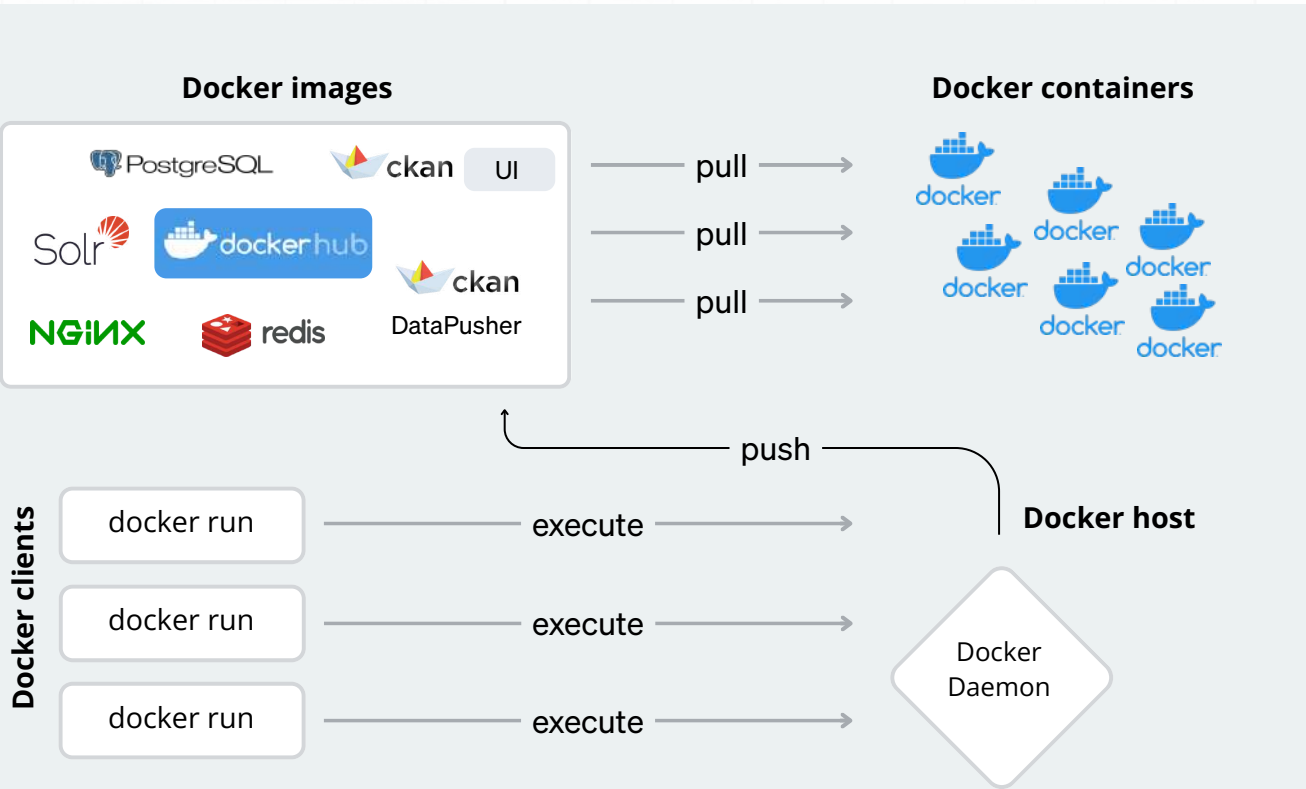 Docker images
Docker containers
PostgreSQL
ckan
UI
Solr
dockerhub
ckan
DataPusher
NGINX
redis
pull
pull
pull
docker
docker
docker
docker
docker
docker
push
Docker clients
docker run
docker run
docker run
execute
execute
execute
Docker host
Docker
Daemon